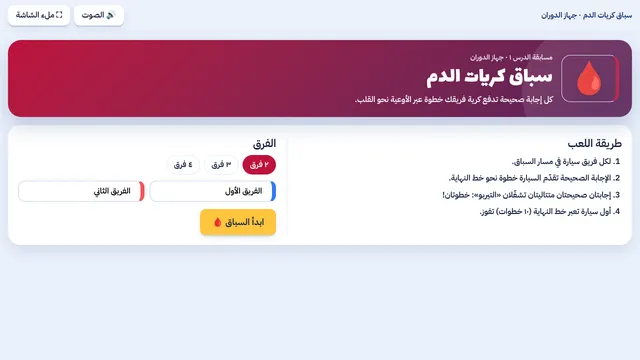 سباق كريات الدم · جهاز الدوران
الصوت
ملء الشاشة
مسابقة الدرس ١ · جهاز الدوران
سباق كريات الدم
كل إجابة صحيحة تدفع كرية فريقك خطوة عبر الأوعية نحو القلب.
طريقة اللعب
1. لكل فريق سيارة في مسار السباق.
2. الإجابة الصحيحة تقدّم السيارة خطوة نحو خط النهاية.
3. إجابتان صحيحتان متتاليتان تشغّلان «التيربو»: خطوتان!
4. أول سيارة تعبر خط النهاية (١٠ خطوات) تفوز.
الفرق
٢ فرق
٣ فرق
٤ فرق
الفريق الأول
الفريق الثاني
ابدأ السباق